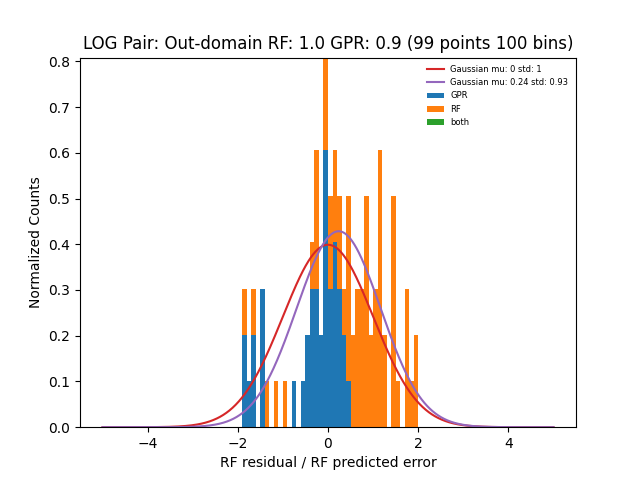 LOG Pair: Out-domain RF: 1.0 GPR: 0.9 (99 points 100 bins)
Gaussian mu: 0 std: 1
Gaussian mu: 0.24 std: 0.93
GPR
RF
both
Normalized Counts
0.8
0.7
0.6
0.5
0.4
0.3
0.2
0.1
0.0
−4
−2
0
2
4
RF residual / RF predicted error